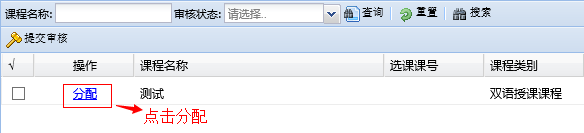 课程名称: 审核状态: 请选择.. 查询 重置 搜索
提交审核
√ 操作 课程名称 选课课号 课程类别
分配 测试 双语授课课程
点击分配